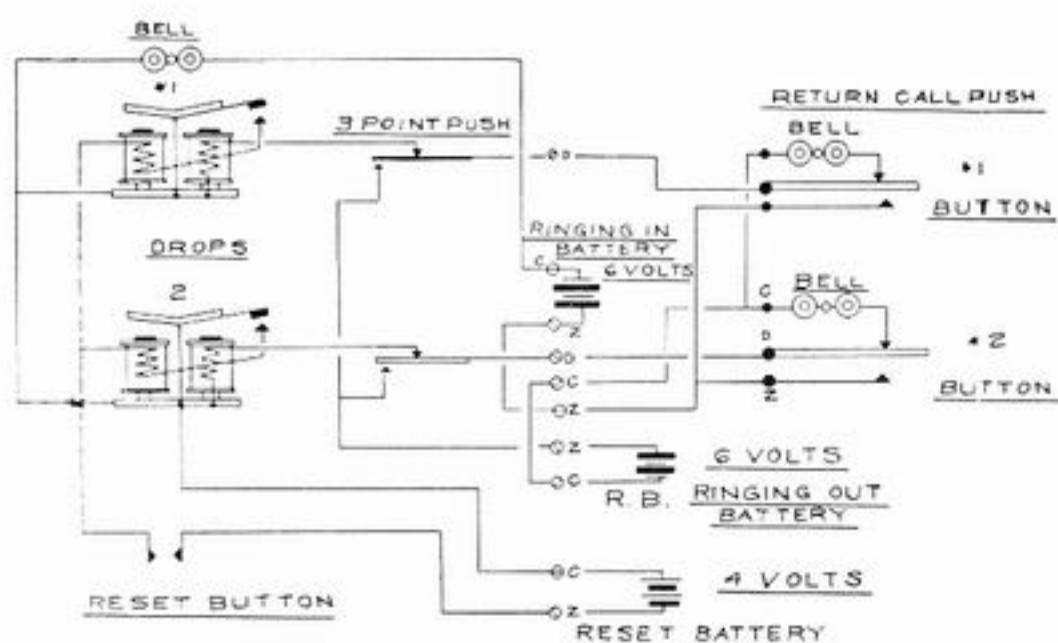 BELL
#1
3 POINT PUSH
RETURN CALL PUSH
BELL
#1
D
BUTTON
RINGING IN
BATTERY
C
6 VOLTS
DROPS
2
Z
C
BELL
D
D
#2
C
Z
Z
BUTTON
Z
6 VOLTS
C
R.B.
RINGING OUT
BATTERY
C
4 VOLTS
RESET BUTTON
Z
RESET BATTERY